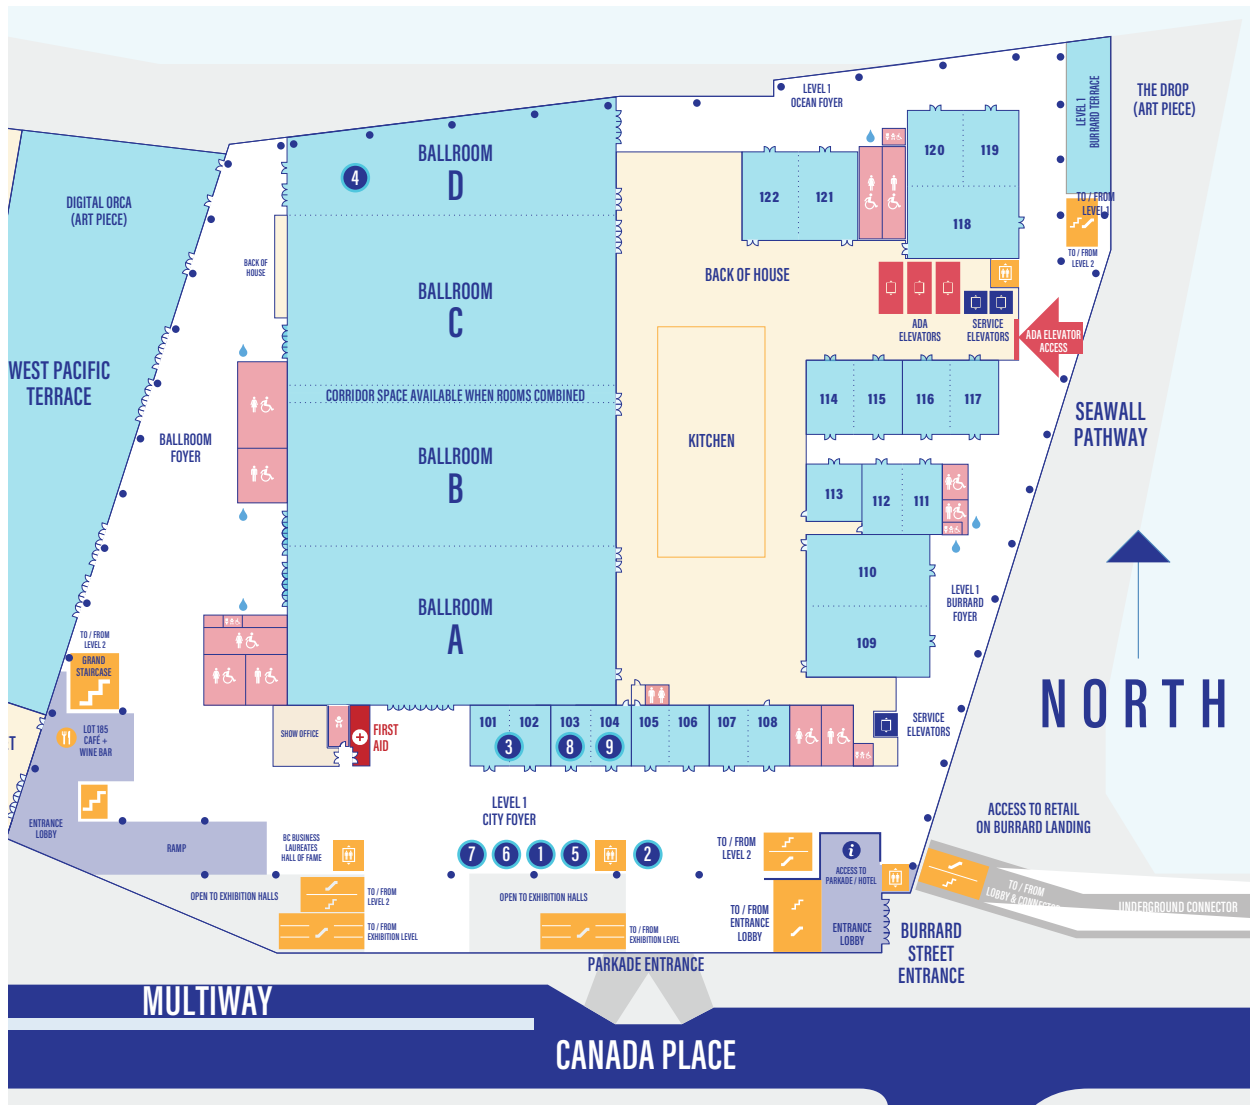 THE DROP
(ART PIECE)
LEVEL 1
OCEAN FOYER
LEVEL 1
BURRARD TERRACE
BALLROOM
D
4
120
119
122
121
118
DIGITAL ORCA
(ART PIECE)
TO / FROM
LEVEL 1
TO / FROM
LEVEL 2
BACK OF
HOUSE
BACK OF HOUSE
BALLROOM
C
ADA
ELEVATORS
SERVICE
ELEVATORS
ADA ELEVATOR
ACCESS
WEST PACIFIC
TERRACE
CORRIDOR SPACE AVAILABLE WHEN ROOMS COMBINED
114
115
116
117
SEAWALL
PATHWAY
BALLROOM
FOYER
KITCHEN
BALLROOM
B
113
112
111
110
109
LEVEL 1
BURRARD
FOYER
BALLROOM
A
TO / FROM
LEVEL 2
GRAND
STAIRCASE
NORTH
T
LOT 185
CAFÉ +
WINE BAR
SHOW OFFICE
FIRST
AID
101
102
103
104
105
106
107
108
3
8
9
SERVICE
ELEVATORS
ENTRANCE
LOBBY
RAMP
LEVEL 1
CITY FOYER
ACCESS TO RETAIL
ON BURRARD LANDING
BC BUSINESS
LAUREATES
HALL OF FAME
7
6
1
5
2
TO / FROM
LEVEL 2
i
ACCESS TO
PARKADE / HOTEL
OPEN TO EXHIBITION HALLS
TO / FROM
LEVEL 2
OPEN TO EXHIBITION HALLS
TO / FROM
LOBBY & CONNECTOR
UNDERGROUND CONNECTOR
TO / FROM
EXHIBITION LEVEL
TO / FROM
EXHIBITION LEVEL
TO / FROM
ENTRANCE
LOBBY
ENTRANCE
LOBBY
BURRARD
STREET
ENTRANCE
PARKADE ENTRANCE
MULTIWAY
CANADA PLACE